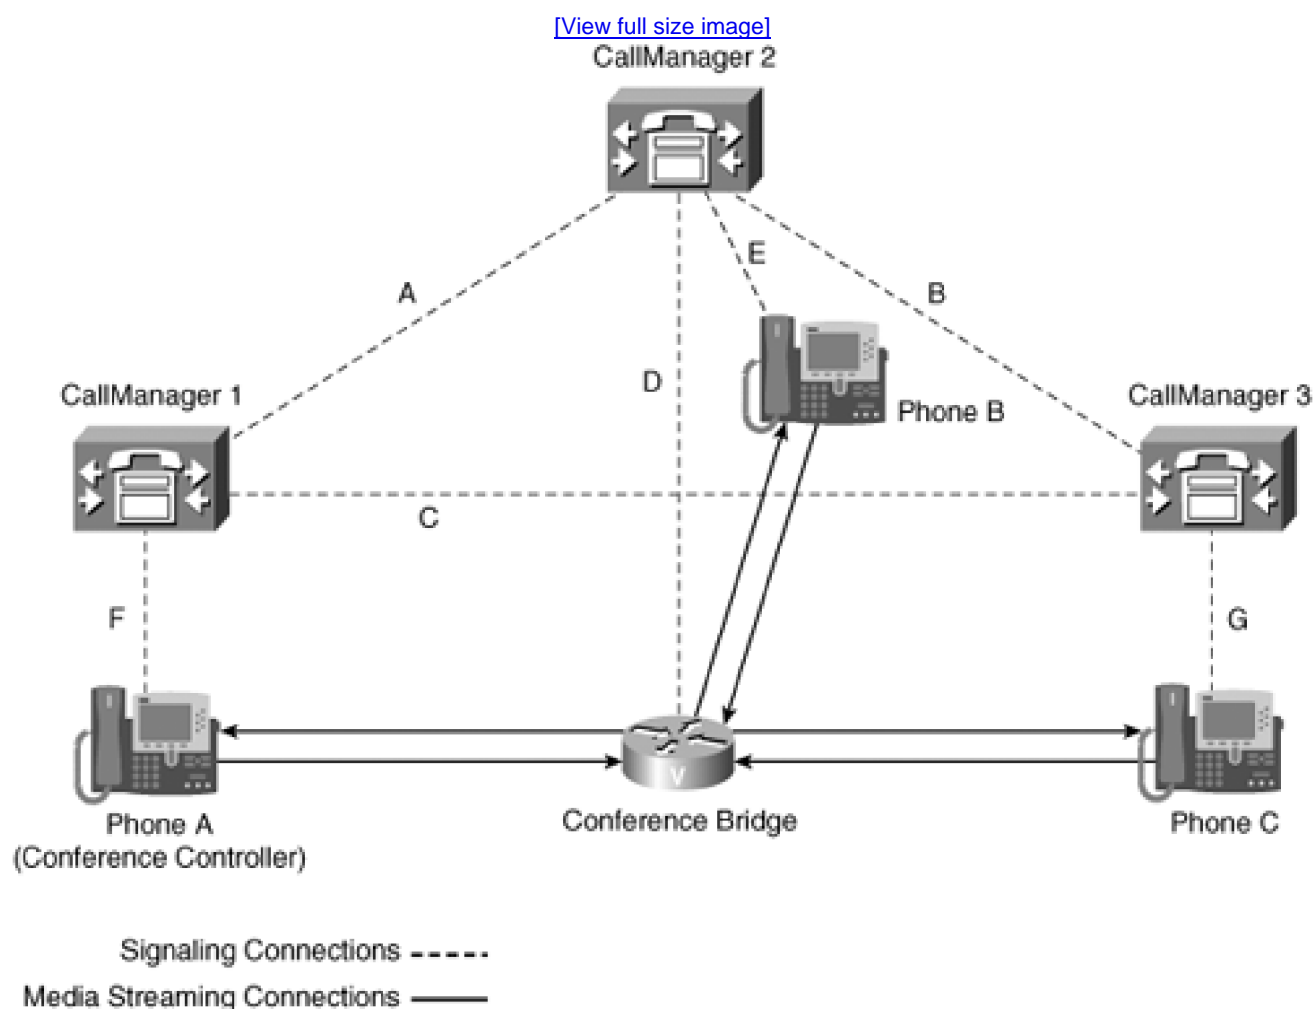 [View full size image]
CallManager 2
E
A
B
D
CallManager 1
Phone B
CallManager 3
C
F
G
V
Conference Bridge
Phone A
(Conference Controller)
Phone C
Signaling Connections
Media Streaming Connections